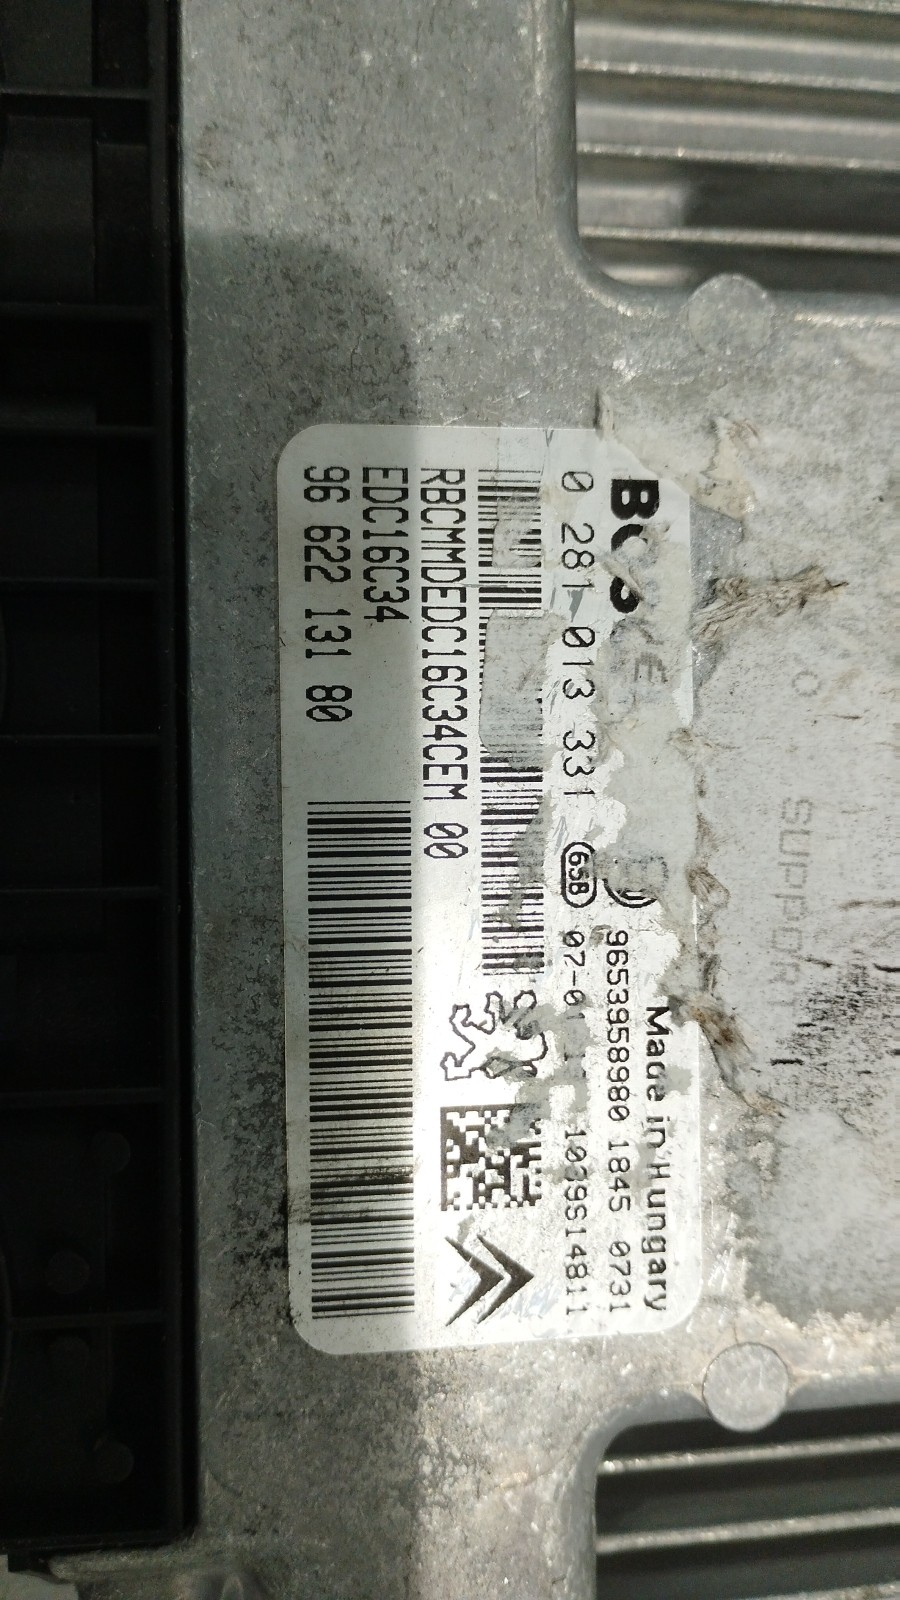 Made in Hungary
9653958980 1845 0731
0 281 013 331 1039S14811
RBCMMDEDC16C34CEM 00
EDC16C34
96 622 131 80
SUPPORT